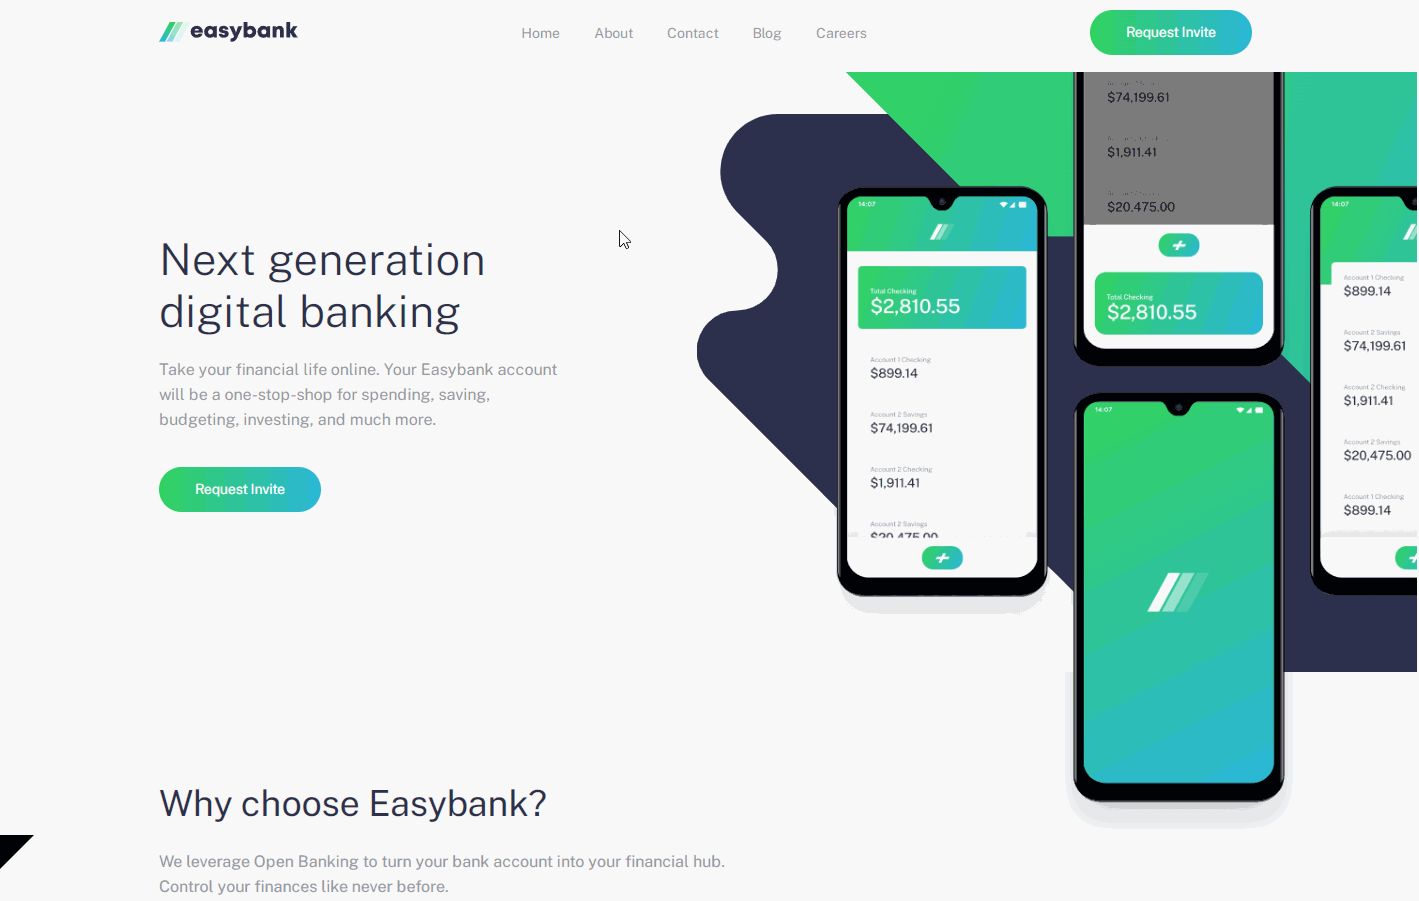 easybank
Home
About
Contact
Blog
Careers
Request Invite
Next generation
digital banking
Take your financial life online. Your Easybank account
will be a one-stop-shop for spending, saving,
budgeting, investing, and much more.
Request Invite
14:07
Total Checking
$2,810.55
Account 1 Checking
$899.14
Account 2 Savings
$74,199.61
Account 2 Checking
$1,911.41
Account 2 Savings
$20,475.00
$74,199.61
$1,911.41
$20,475.00
Total Checking
$2,810.55
14:07
14:07
Account 1 Checking
$899.14
Account 2 Savings
$74,199.61
Account 2 Checking
$1,911.41
Account 2 Savings
$20,475.00
Account 1 Checking
$899.14
Why choose Easybank?
We leverage Open Banking to turn your bank account into your financial hub.
Control your finances like never before.